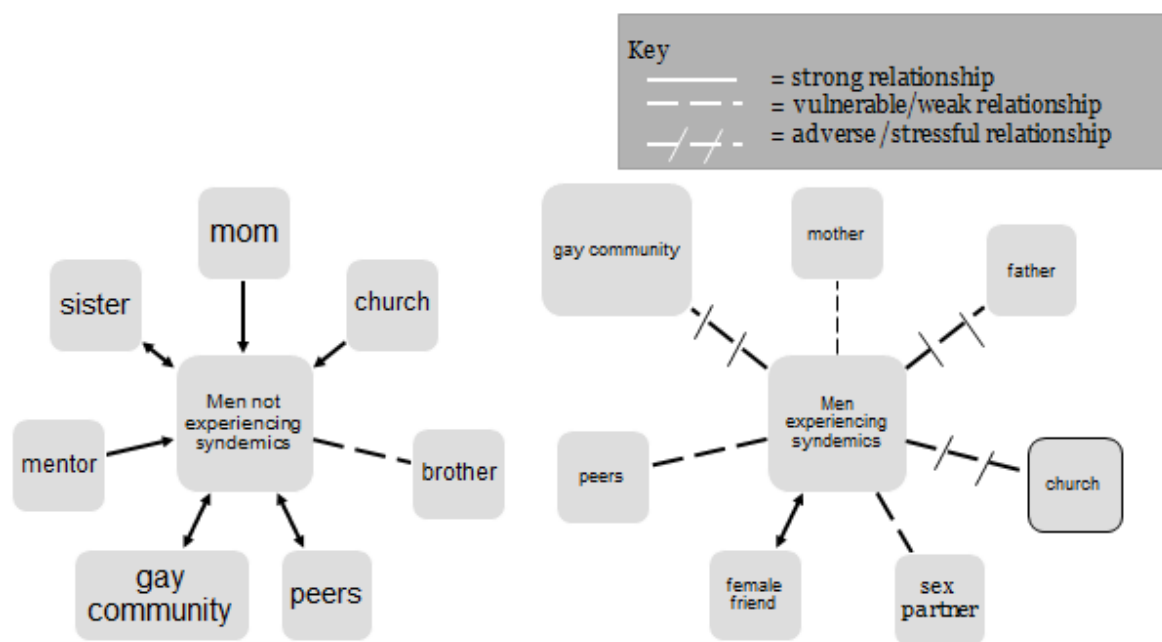 Key
= strong relationship
= vulnerable/weak relationship
= adverse/stressful relationship
mom
sister
church
Men not
experiencing
syndemics
mentor
brother
gay
community
peers
gay community
mother
father
Men
experiencing
syndemics
peers
church
female
friend
sex
partner